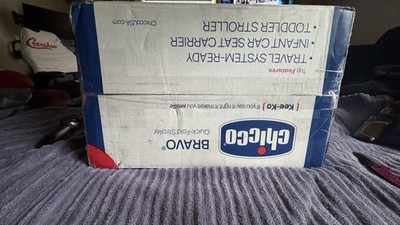 chicco
BRAVO®
Quick-Fold Stroller
[ Kee-Ko ] If you say it right it makes you smile
Top Features
• TRAVEL SYSTEM-READY
• INFANT CAR SEAT CARRIER
• TODDLER STROLLER
ChiccoUSA.com